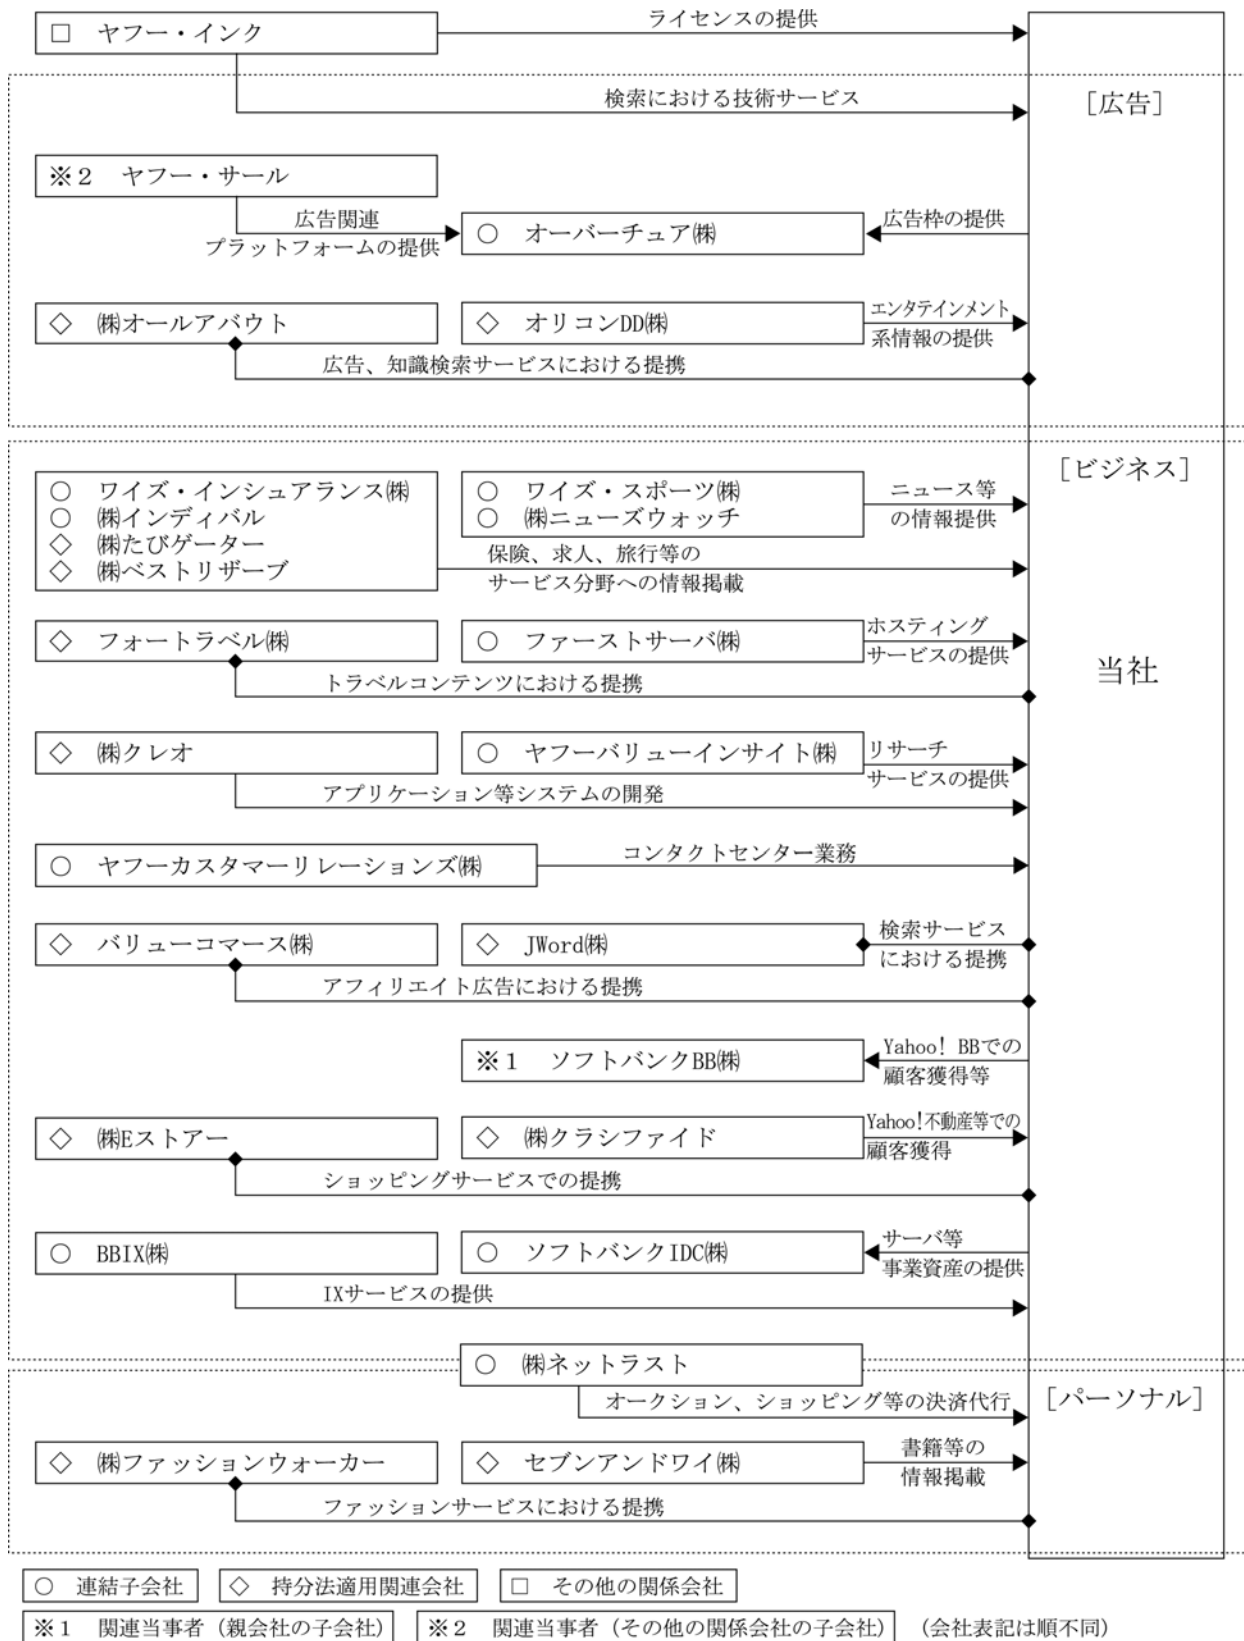 □ ヤフー・インク
ライセンスの提供
検索における技術サービス
［広告］
※２ ヤフー・サール
広告関連
プラットフォームの提供
○ オーバーチュア㈱
広告枠の提供
◇ ㈱オールアバウト
◇ オリコンDD㈱
エンタテインメント
系情報の提供
広告、知識検索サービスにおける提携
［ビジネス］
○ ワイズ・インシュアランス㈱
○ ㈱インディバル
◇ ㈱たびゲーター
◇ ㈱ベストリザーブ
○ ワイズ・スポーツ㈱
○ ㈱ニューズウォッチ
ニュース等
の情報提供
保険、求人、旅行等の
サービス分野への情報掲載
◇ フォートラベル㈱
○ ファーストサーバ㈱
ホスティング
サービスの提供
トラベルコンテンツにおける提携
当社
◇ ㈱クレオ
○ ヤフーバリューインサイト㈱
リサーチ
サービスの提供
アプリケーション等システムの開発
○ ヤフーカスタマーリレーションズ㈱
コンタクトセンター業務
◇ バリューコマース㈱
◇ JWord㈱
検索サービス
における提携
アフィリエイト広告における提携
※１ ソフトバンクBB㈱
Yahoo! BBでの
顧客獲得等
◇ ㈱Eストアー
◇ ㈱クラシファイド
Yahoo!不動産等での
顧客獲得
ショッピングサービスでの提携
○ BBIX㈱
○ ソフトバンクIDC㈱
サーバ等
事業資産の提供
IXサービスの提供
○ ㈱ネットラスト
オークション、ショッピング等の決済代行
［パーソナル］
◇ ㈱ファッションウォーカー
◇ セブンアンドワイ㈱
書籍等の
情報掲載
ファッションサービスにおける提携
○ 連結子会社
◇ 持分法適用関連会社
□ その他の関係会社
※１ 関連当事者（親会社の子会社）
※２ 関連当事者（その他の関係会社の子会社）
（会社表記は順不同）